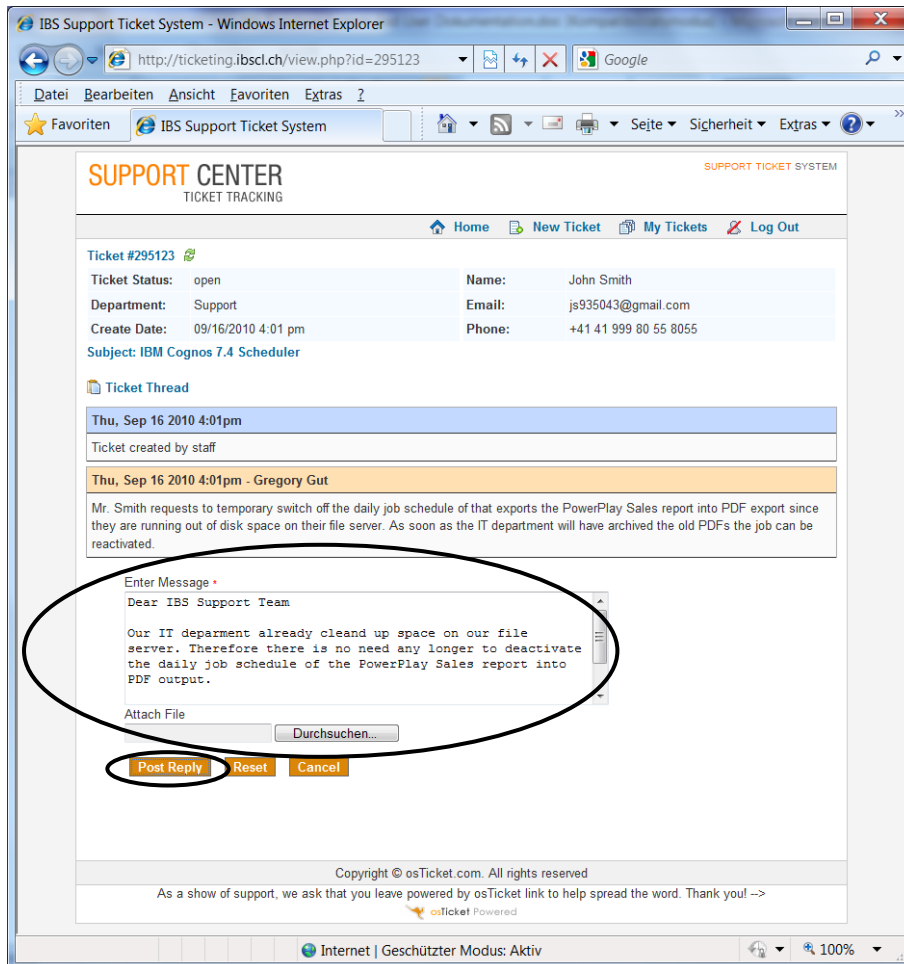 IBS Support Ticket System - Windows Internet Explorer
http://ticketing.ibscl.ch/view.php?id=295123
Google
Datei Bearbeiten Ansicht Favoriten Extras ?
Favoriten IBS Support Ticket System Seite Sicherheit Extras
SUPPORT CENTER
TICKET TRACKING
SUPPORT TICKET SYSTEM
Home New Ticket My Tickets Log Out
Ticket #295123
Ticket Status: open Name: John Smith
Department: Support Email: js935043@gmail.com
Create Date: 09/16/2010 4:01 pm Phone: +41 41 999 80 55 8055
Subject: IBM Cognos 7.4 Scheduler
Ticket Thread
Thu, Sep 16 2010 4:01pm
Ticket created by staff
Thu, Sep 16 2010 4:01pm - Gregory Gut
Mr. Smith requests to temporary switch off the daily job schedule of that exports the PowerPlay Sales report into PDF export since
they are running out of disk space on their file server. As soon as the IT department will have archived the old PDFs the job can be
reactivated.
Enter Message *
Dear IBS Support Team
Our IT deparment already cleand up space on our file
server. Therefore there is no need any longer to deactivate
the daily job schedule of the PowerPlay Sales report into
PDF output.
Attach File
Durchsuchen...
Post Reply Reset Cancel
Copyright © osTicket.com. All rights reserved
As a show of support, we ask that you leave powered by osTicket link to help spread the word. Thank you! -->
osTicket Powered
Internet | Geschützter Modus: Aktiv 100%